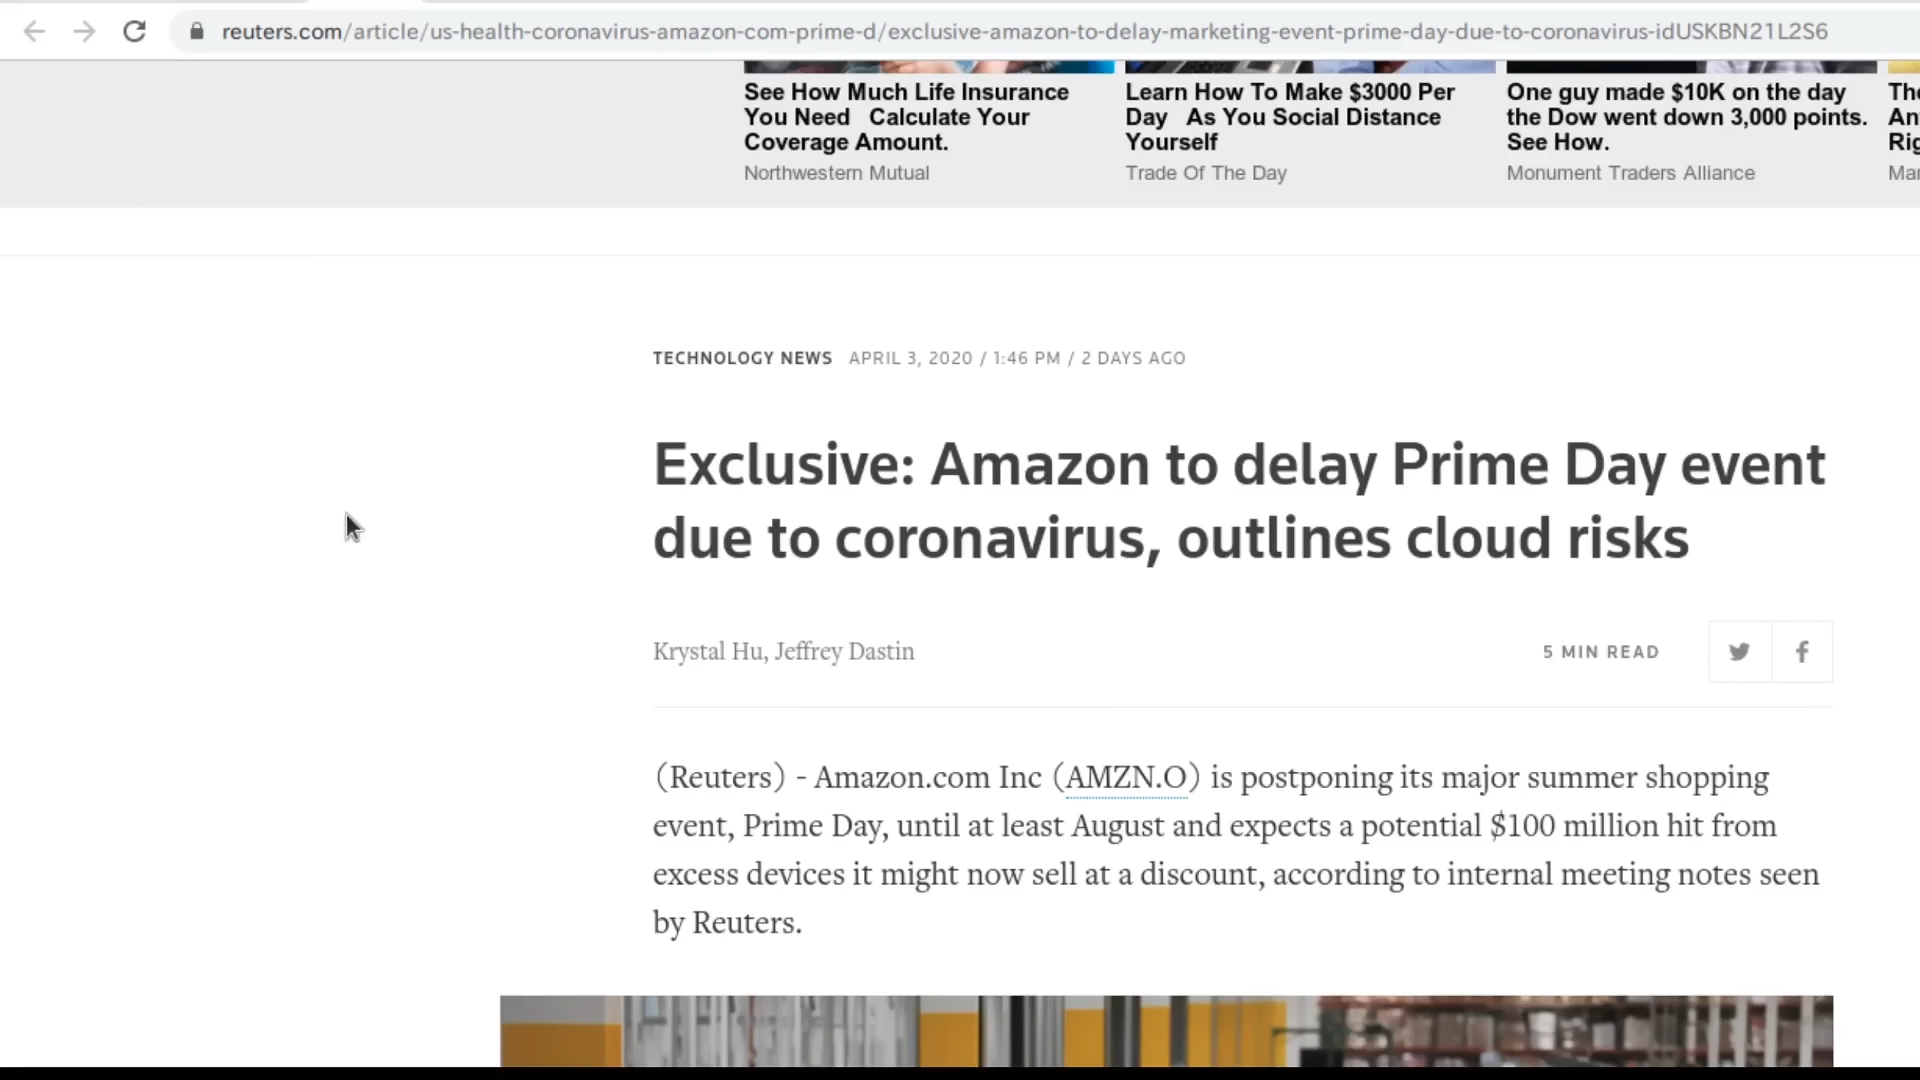 reuters.com/article/us-health-coronavirus-amazon-com-prime-d/exclusive-amazon-to-delay-marketing-event-prime-day-due-to-coronavirus-idUSKBN21L2S6
See How Much Life Insurance
You Need Calculate Your
Coverage Amount.
Northwestern Mutual
Learn How To Make $3000 Per
Day As You Social Distance
Yourself
Trade Of The Day
One guy made $10K on the day
the Dow went down 3,000 points.
See How.
Monument Traders Alliance
TECHNOLOGY NEWS APRIL 3, 2020 / 1:46 PM / 2 DAYS AGO
Exclusive: Amazon to delay Prime Day event
due to coronavirus, outlines cloud risks
Krystal Hu, Jeffrey Dastin
5 MIN READ
(Reuters) - Amazon.com Inc (AMZN.O) is postponing its major summer shopping
event, Prime Day, until at least August and expects a potential $100 million hit from
excess devices it might now sell at a discount, according to internal meeting notes seen
by Reuters.